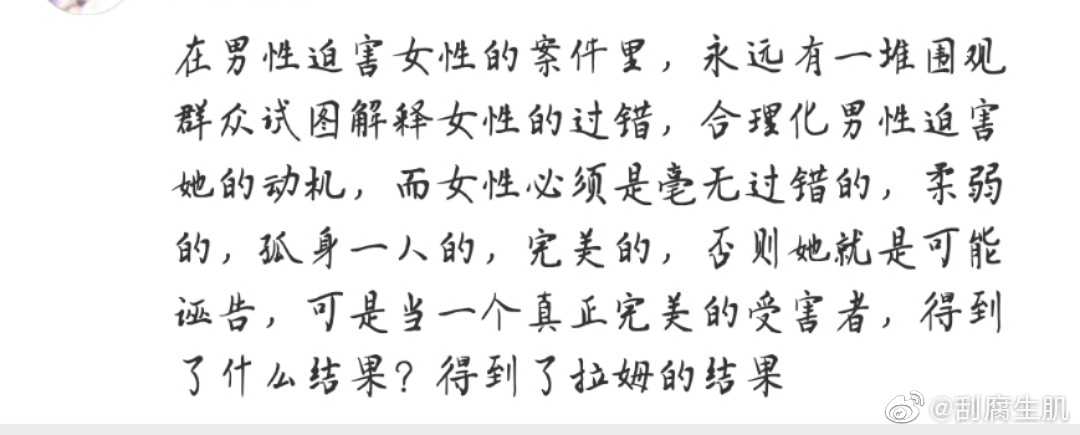 在男性迫害女性的案件里，永远有一堆围观
群众试图解释女性的过错，合理化男性迫害
她的动机，而女性必须是毫无过错的，柔弱
的，孤身一人的，完美的，否则她就是可能
诬告，可是当一个真正完美的受害者，得到
了什么结果？得到了拉姆的结果
@刮腐生肌